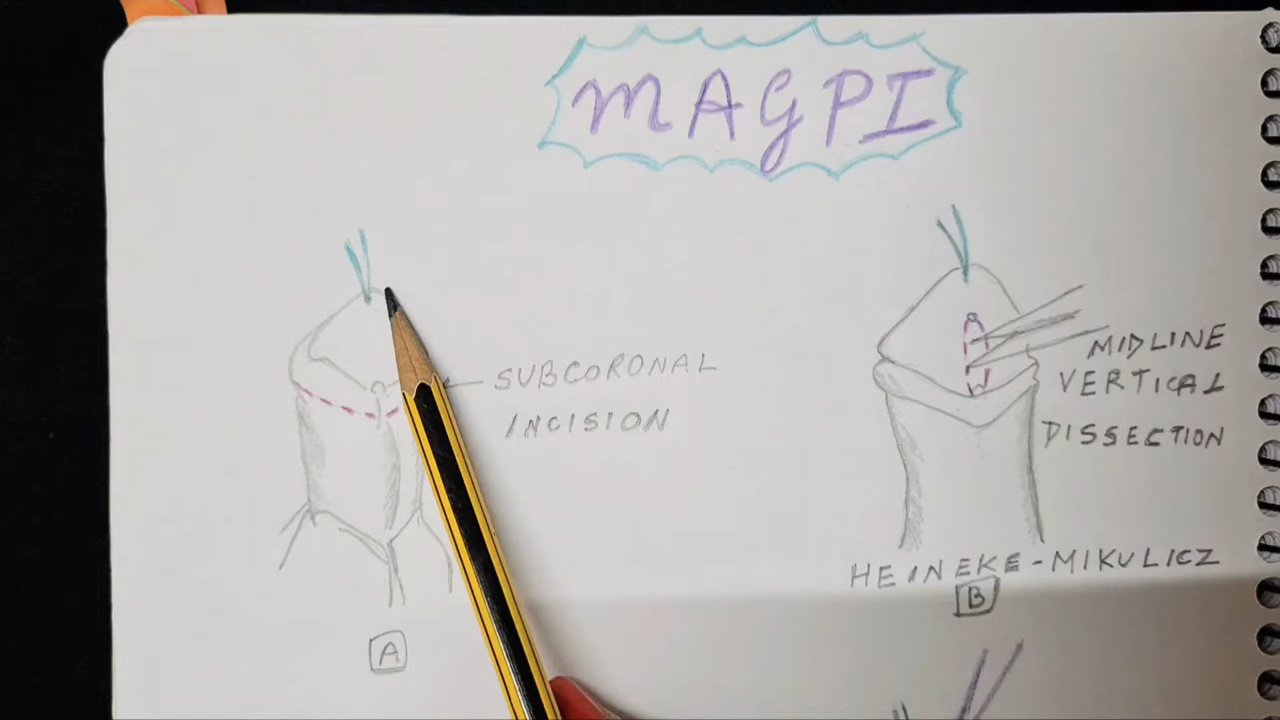 MAGPI
SUBCORONAL
INCISION
A
MIDLINE
VERTICAL
DISSECTION
HEINEKE-MIKULICZ
B